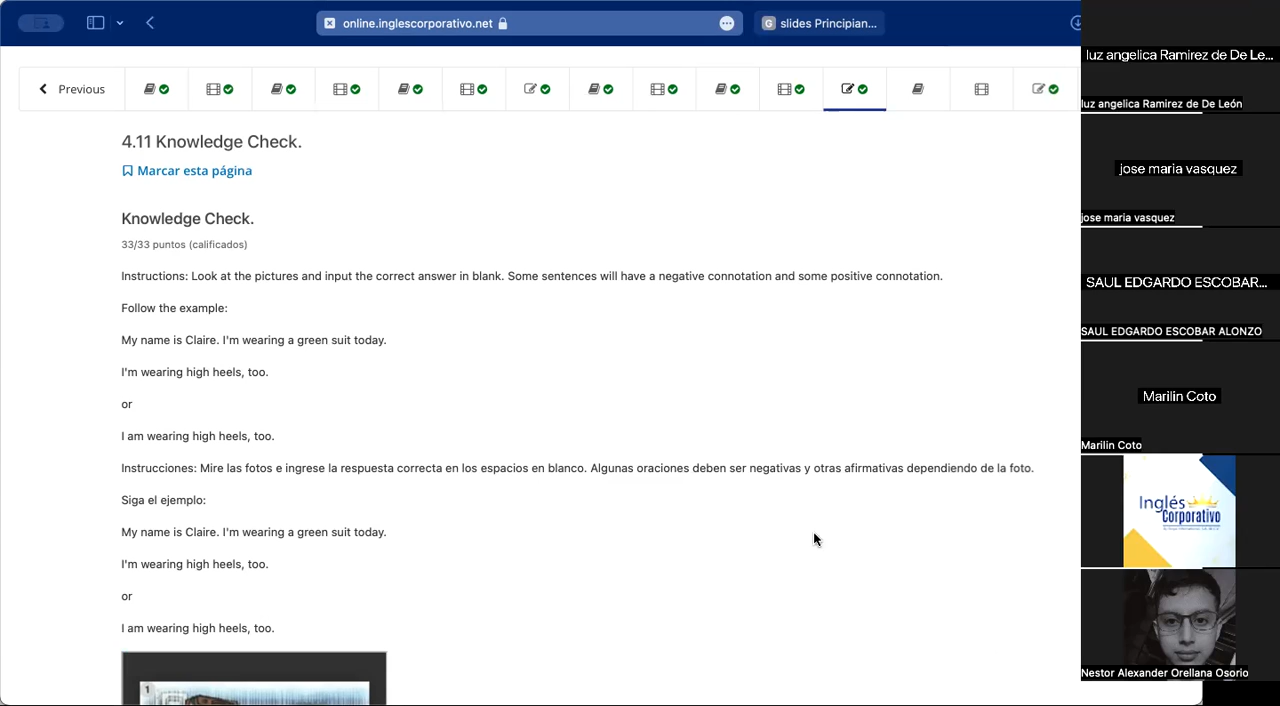 online.inglescorporativo.net
G slides Principian...
Previous
4.11 Knowledge Check.
Marcar esta página
Knowledge Check.
33/33 puntos (calificados)
Instructions: Look at the pictures and input the correct answer in blank. Some sentences will have a negative connotation and some positive connotation.
Follow the example:
My name is Claire. I'm wearing a green suit today.
I'm wearing high heels, too.
or
I am wearing high heels, too.
Instrucciones: Mire las fotos e ingrese la respuesta correcta en los espacios en blanco. Algunas oraciones deben ser negativas y otras afirmativas dependiendo de la foto.
Siga el ejemplo:
My name is Claire. I'm wearing a green suit today.
I'm wearing high heels, too.
or
I am wearing high heels, too.
1
luz angelica Ramirez de De Le...
luz angelica Ramirez de De León
jose maria vasquez
jose maria vasquez
SAUL EDGARDO ESCOBAR...
SAUL EDGARDO ESCOBAR ALONZO
Marilin Coto
Marilin Coto
Inglés
Corporativo
Nestor Alexander Orellana Osorio